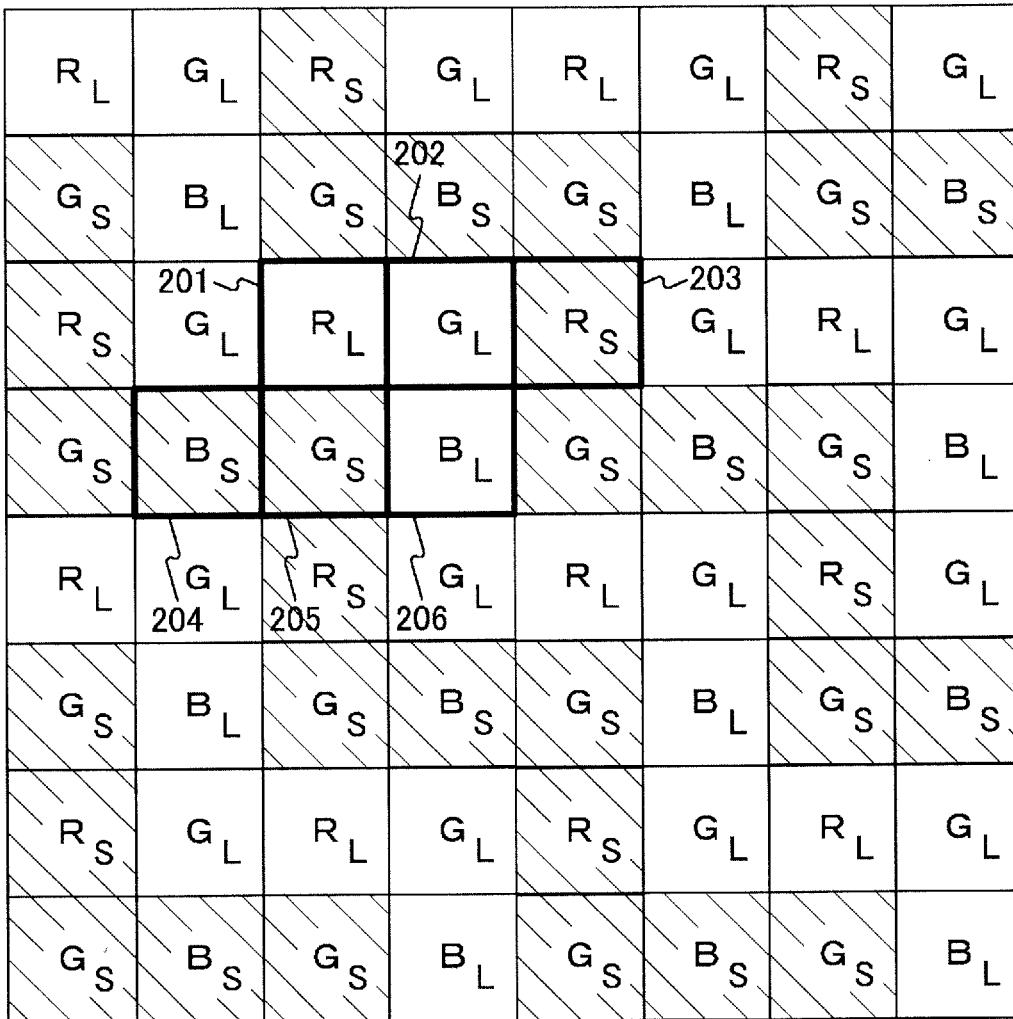 R L G L R S G L R L G L R S G L
202
G S B L G S B S G S B L G S B S
201 203
R S G L R L G L R S G L R L G L
G S B S G S B L G S B S G S B L
R L G L R S G L R L G L R S G L
204 205 206
G S B L G S B S G S B L G S B S
R S G L R L G L R S G L R L G L
G S B S G S B L G S B S G S B L